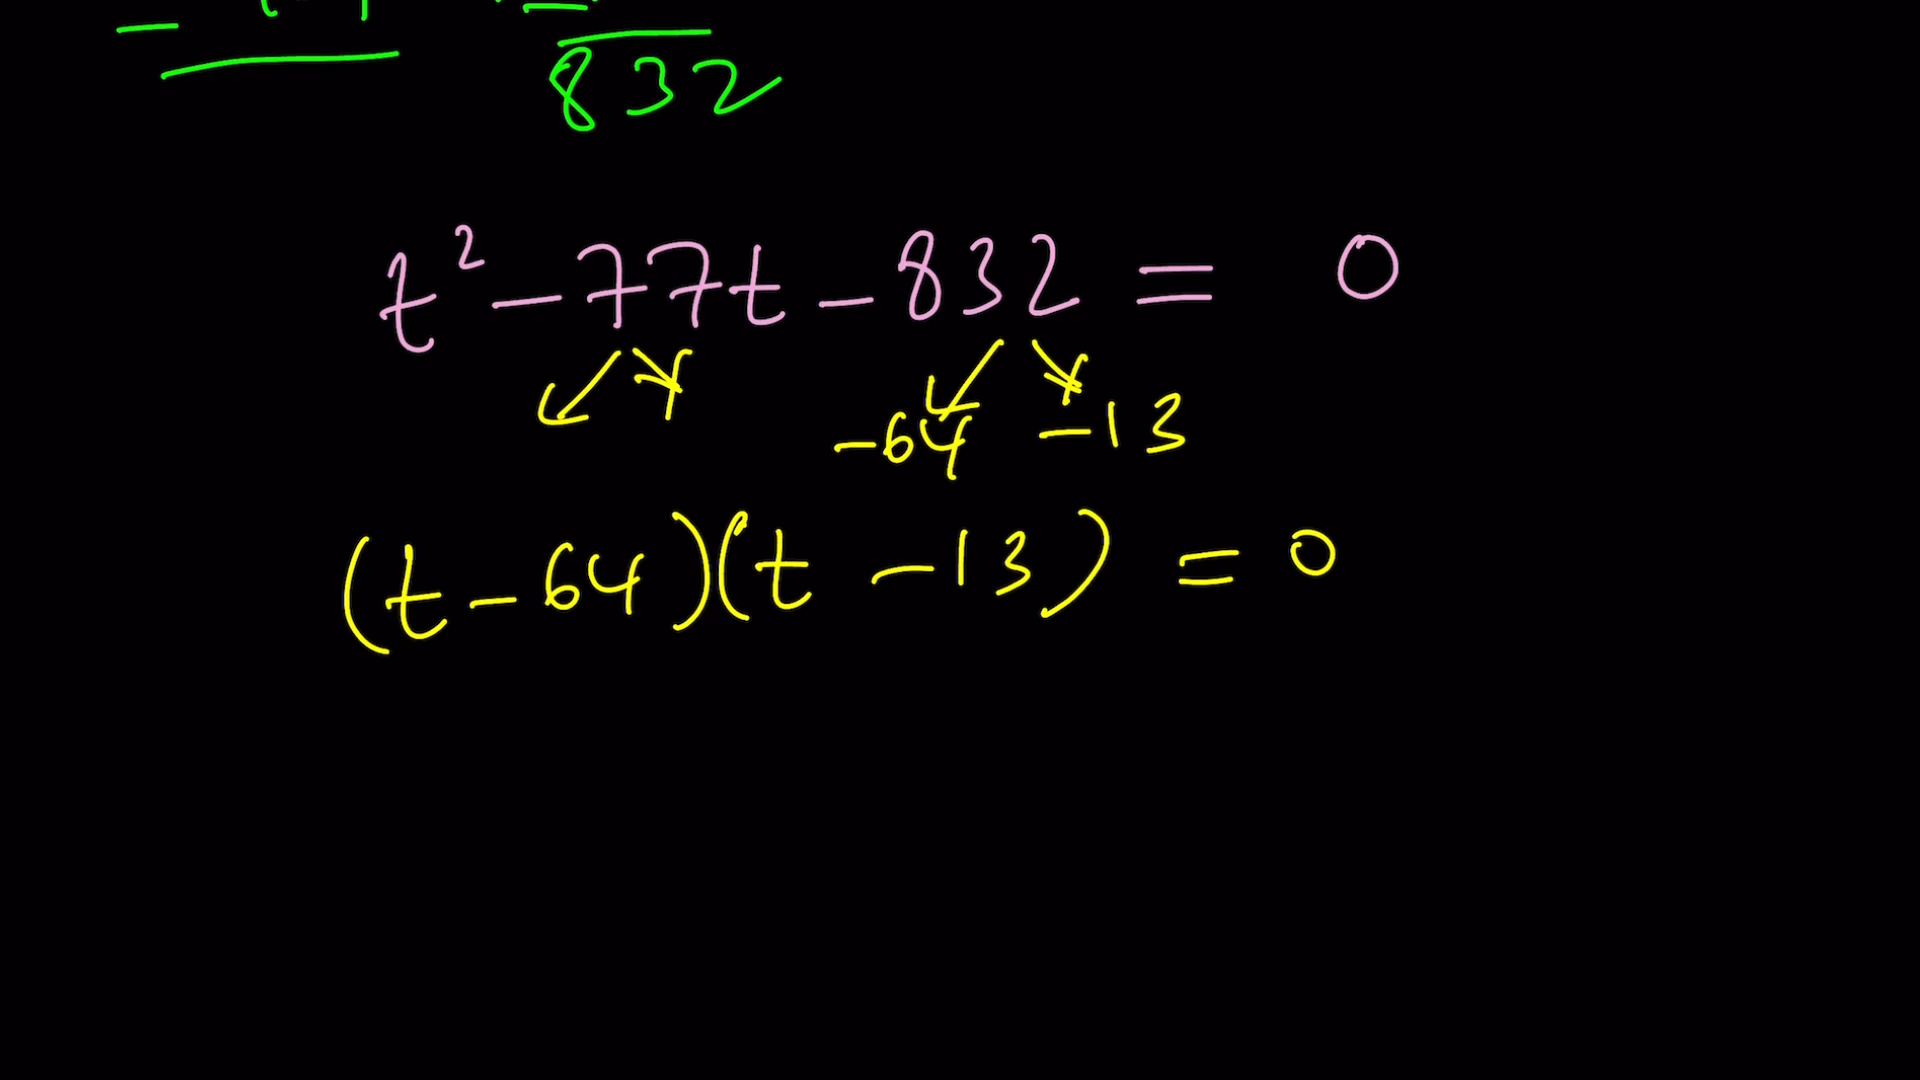 832
t² - 77t - 832 = 0
-64 -13
(t - 64)(t - 13) = 0